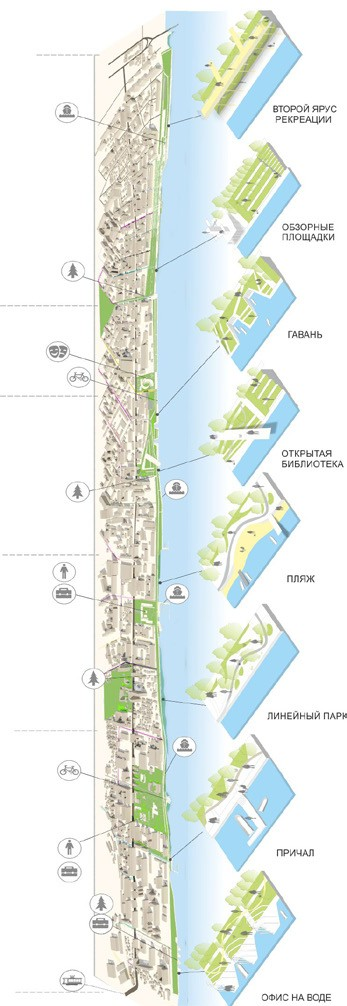 ВТОРОЙ ЯРУС
РЕКРЕАЦИИ
ОБЗОРНЫЕ
ПЛОЩАДКИ
ГАВАНЬ
ОТКРЫТАЯ
БИБЛИОТЕКА
ПЛЯЖ
ЛИНЕЙНЫЙ ПАРК
ПРИЧАЛ
ОФИС НА ВОДЕ